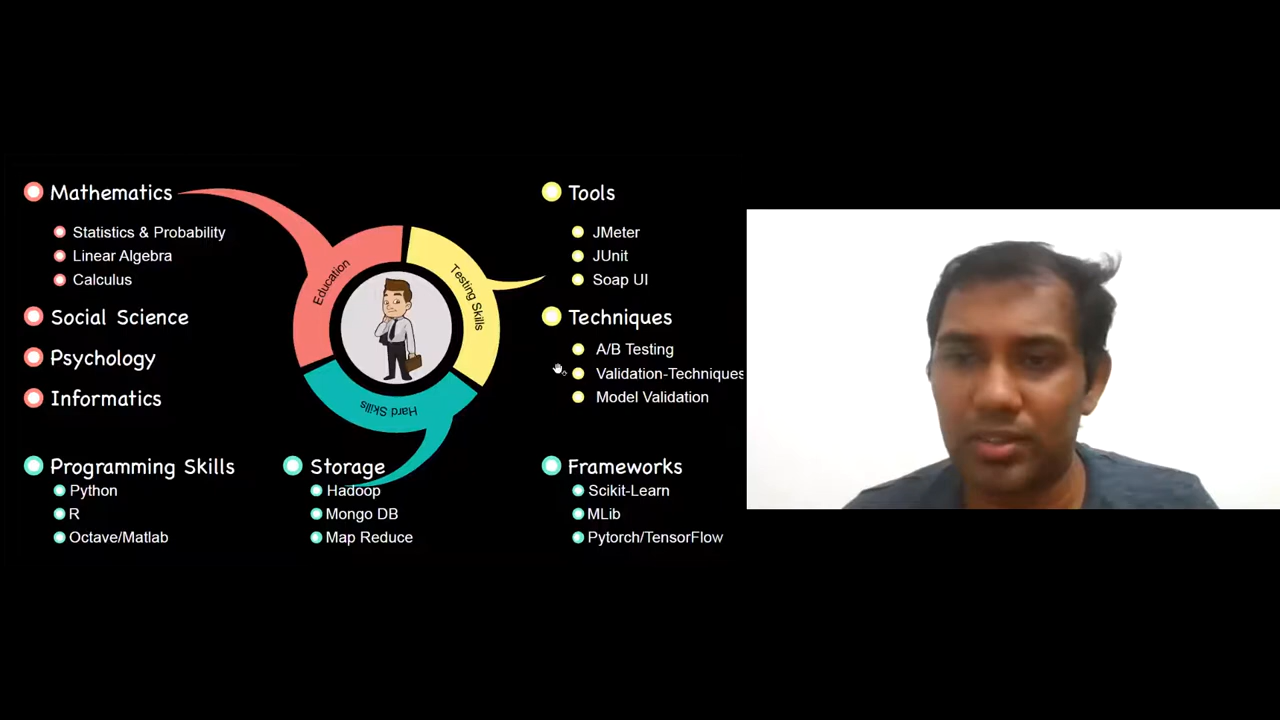 Mathematics
Statistics & Probability
Linear Algebra
Calculus
Social Science
Psychology
Informatics
Education
Testing Skills
Hard Skills
Tools
JMeter
JUnit
Soap UI
Techniques
A/B Testing
Validation-Techniques
Model Validation
Programming Skills
Python
R
Octave/Matlab
Storage
Hadoop
Mongo DB
Map Reduce
Frameworks
Scikit-Learn
MLib
Pytorch/TensorFlow